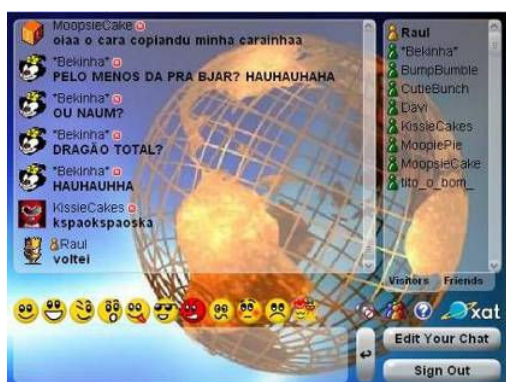 MoopsieCake
oiaa o cara copiandu minha carainhaa
*Bekinha*
PELO MENOS DA PRA BJAR? HAUHAUHAHA
*Bekinha*
OU NAUM?
*Bekinha*
DRAGÃO TOTAL?
*Bekinha*
HAUHAUHHA
KissieCakes
kspaokspaoska
Raul
voltei
Raul
*Bekinha*
BumpBumble
CutieBunch
Davi
KissieCakes
MoopiePie
MoopsieCake
tito_o_bom_
Visitors Friends
xat
Edit Your Chat
Sign Out